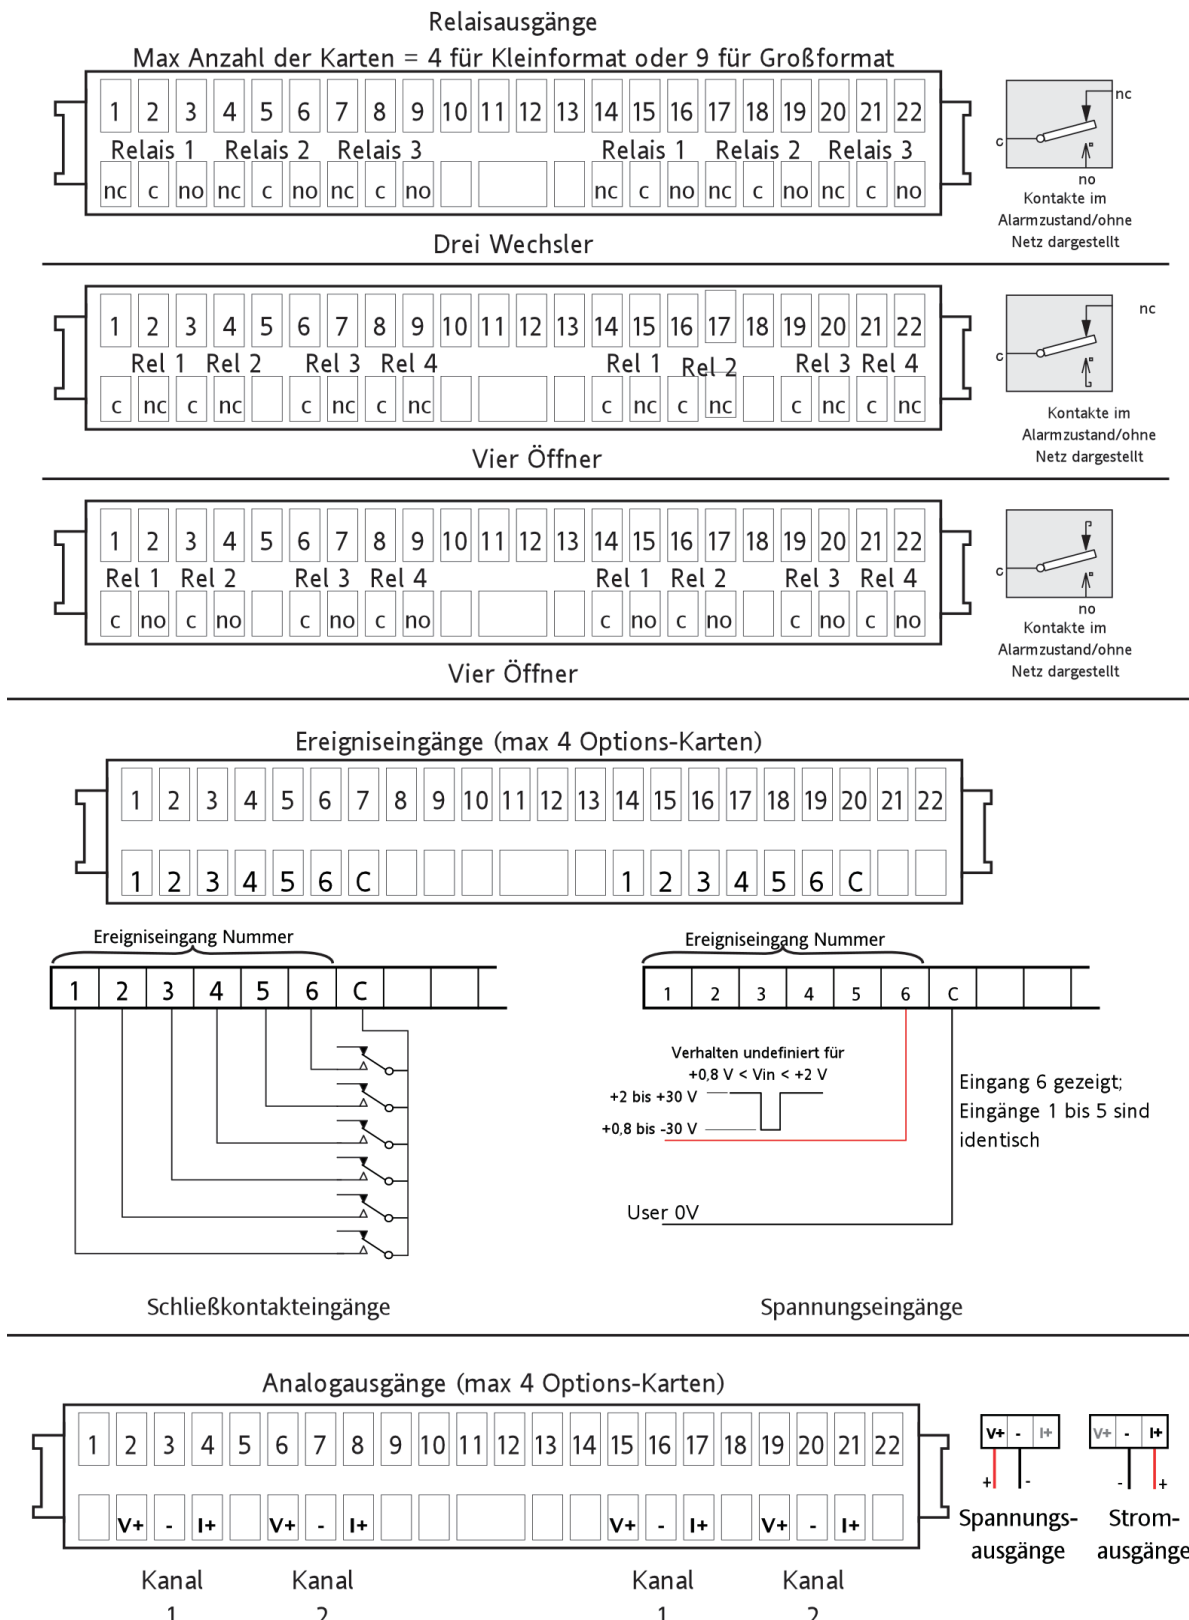 Relaisausgänge
Max Anzahl der Karten = 4 für Kleinformat oder 9 für Großformat
1 2 3 4 5 6 7 8 9 10 11 12 13 14 15 16 17 18 19 20 21 22
Relais 1 Relais 2 Relais 3 Relais 1 Relais 2 Relais 3
nc c no nc c no nc c no nc c no nc c no nc c no
Drei Wechsler
nc
c
no
Kontakte im
Alarmzustand/ohne
Netz dargestellt
1 2 3 4 5 6 7 8 9 10 11 12 13 14 15 16 17 18 19 20 21 22
Rel 1 Rel 2 Rel 3 Rel 4 Rel 1 Rel 2 Rel 3 Rel 4
c nc c nc c nc c nc c nc c nc c nc c nc
Vier Öffner
nc
c
Kontakte im
Alarmzustand/ohne
Netz dargestellt
1 2 3 4 5 6 7 8 9 10 11 12 13 14 15 16 17 18 19 20 21 22
Rel 1 Rel 2 Rel 3 Rel 4 Rel 1 Rel 2 Rel 3 Rel 4
c no c no c no c no c no c no c no c no
Vier Öffner
c
no
Kontakte im
Alarmzustand/ohne
Netz dargestellt
Ereigniseingänge (max 4 Options-Karten)
1 2 3 4 5 6 7 8 9 10 11 12 13 14 15 16 17 18 19 20 21 22
1 2 3 4 5 6 C 1 2 3 4 5 6 C
Ereigniseingang Nummer
1 2 3 4 5 6 C
Schließkontakteingänge
Ereigniseingang Nummer
1 2 3 4 5 6 C
Verhalten undefiniert für
+0,8 V < Vin < +2 V
+2 bis +30 V
+0,8 bis -30 V
Eingang 6 gezeigt;
Eingänge 1 bis 5 sind
identisch
User 0V
Spannungseingänge
Analogausgänge (max 4 Options-Karten)
1 2 3 4 5 6 7 8 9 10 11 12 13 14 15 16 17 18 19 20 21 22
V+ - I+ V+ - I+ V+ - I+ V+ - I+
Kanal Kanal Kanal Kanal
1 2 1 2
V+ - I+
+ -
Spannungs-
ausgänge
V+ - I+
- +
Strom-
ausgänge